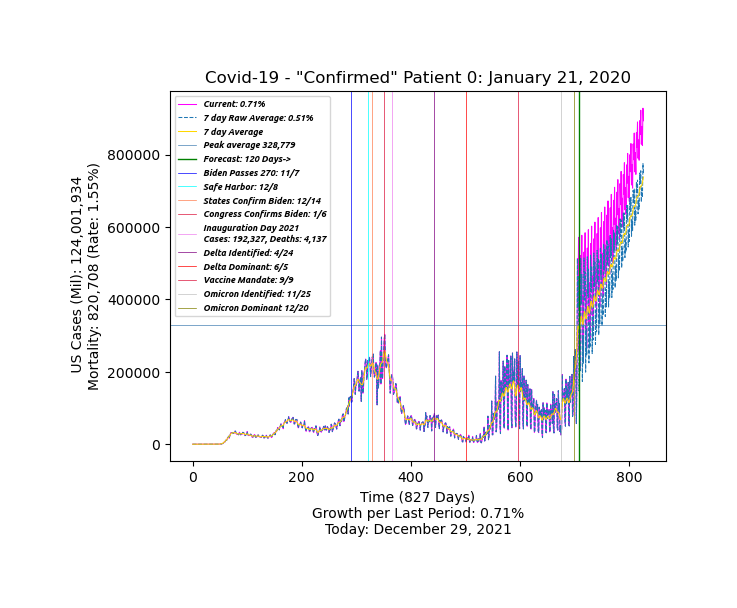 Covid-19 - "Confirmed" Patient 0: January 21, 2020
Current: 0.71%
7 day Raw Average: 0.51%
7 day Average
Peak average 328,779
Forecast: 120 Days->
Biden Passes 270: 11/7
Safe Harbor: 12/8
States Confirm Biden: 12/14
Congress Confirms Biden: 1/6
Inauguration Day 2021
Cases: 192,327, Deaths: 4,137
Delta Identified: 4/24
Delta Dominant: 6/5
Vaccine Mandate: 9/9
Omicron Identified: 11/25
Omicron Dominant 12/20
US Cases (Mil): 124,001,934
Mortality: 820,708 (Rate: 1.55%)
800000
600000
400000
200000
0
0 200 400 600 800
Time (827 Days)
Growth per Last Period: 0.71%
Today: December 29, 2021